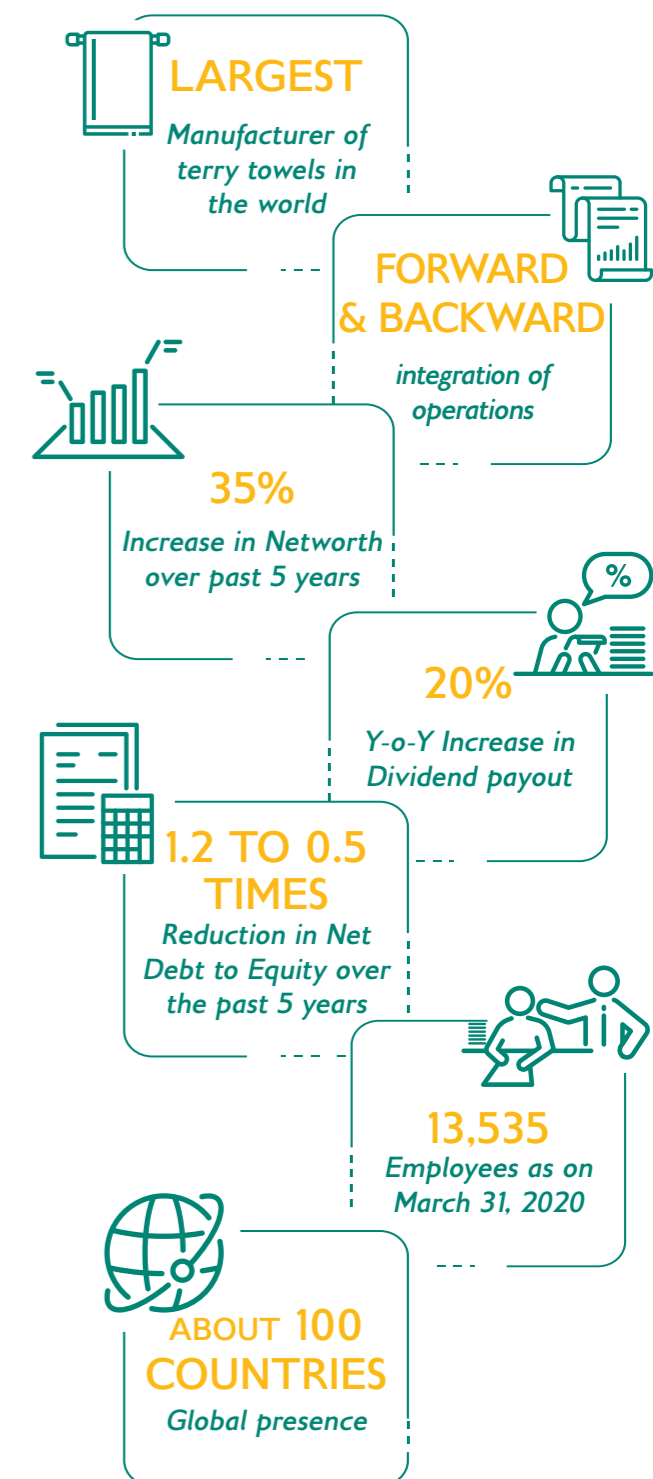 LARGEST
Manufacturer of
terry towels in
the world
FORWARD
& BACKWARD
integration of
operations
35%
Increase in Networth
over past 5 years
%
20%
Y-o-Y Increase in
Dividend payout
1.2 TO 0.5
TIMES
Reduction in Net
Debt to Equity over
the past 5 years
13,535
Employees as on
March 31, 2020
ABOUT 100
COUNTRIES
Global presence